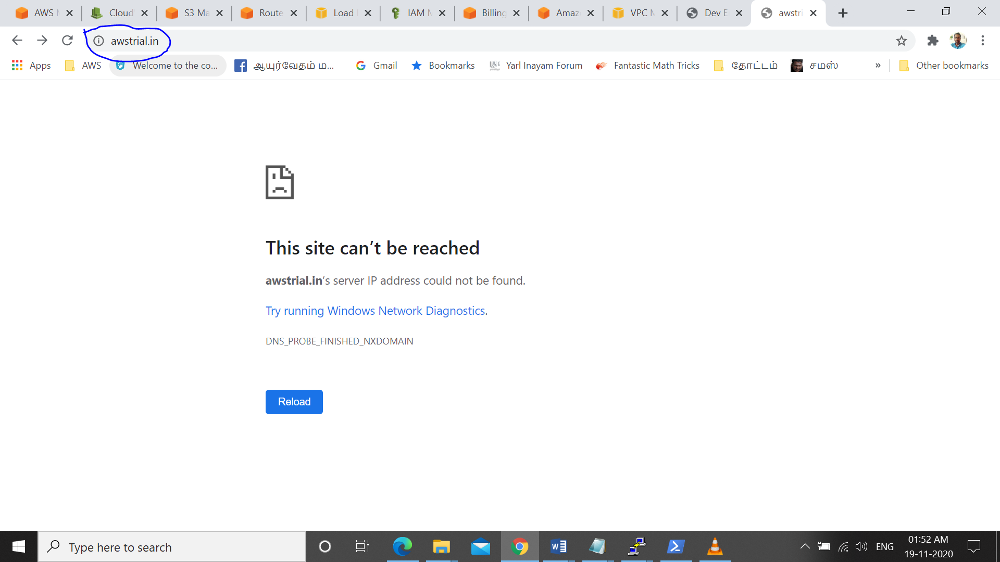 AWS M Cloud S3 Ma Route Load IAM M Billing Amaz VPC M Dev E awstri
awstrial.in
Apps AWS Welcome to the co... ஆயுர்வேதம் ம... Gmail Bookmarks Yarl Inayam Forum Fantastic Math Tricks தோட்டம் சமஸ் » Other bookmarks
This site can't be reached
awstrial.in's server IP address could not be found.
Try running Windows Network Diagnostics.
DNS_PROBE_FINISHED_NXDOMAIN
Reload
Type here to search ENG 01:52 AM
19-11-2020